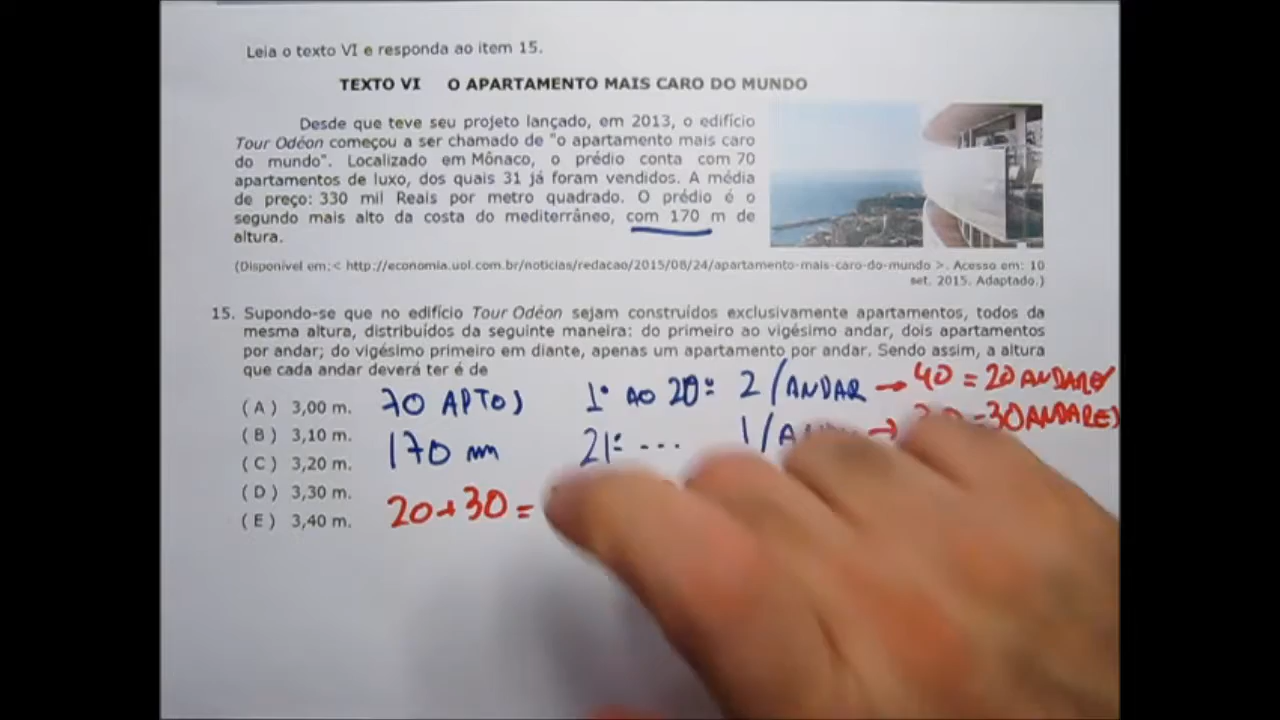 Leia o texto VI e responda ao item 15.
TEXTO VI O APARTAMENTO MAIS CARO DO MUNDO
Desde que teve seu projeto lançado, em 2013, o edifício
Tour Odéon começou a ser chamado de "o apartamento mais caro
do mundo". Localizado em Mônaco, o prédio conta com 70
apartamentos de luxo, dos quais 31 já foram vendidos. A média
de preço: 330 mil Reais por metro quadrado. O prédio é o
segundo mais alto da costa do mediterrâneo, com 170 m de
altura.
(Disponível em:< http://economia.uol.com.br/noticias/redacao/2015/08/24/apartamento-mais-caro-do-mundo >. Acesso em: 10
set. 2015. Adaptado.)
15. Supondo-se que no edifício Tour Odéon sejam construídos exclusivamente apartamentos, todos da
mesma altura, distribuídos da seguinte maneira: do primeiro ao vigésimo andar, dois apartamentos
por andar; do vigésimo primeiro em diante, apenas um apartamento por andar. Sendo assim, a altura
que cada andar deverá ter é de
(A) 3,00 m. 70 APTOS 1º AO 20º 2/ANDAR → 40 = 20 ANDARES
(B) 3,10 m. 170 m 21º ... 1/ → = 30 ANDARES
(C) 3,20 m.
(D) 3,30 m. 20+30=
(E) 3,40 m.